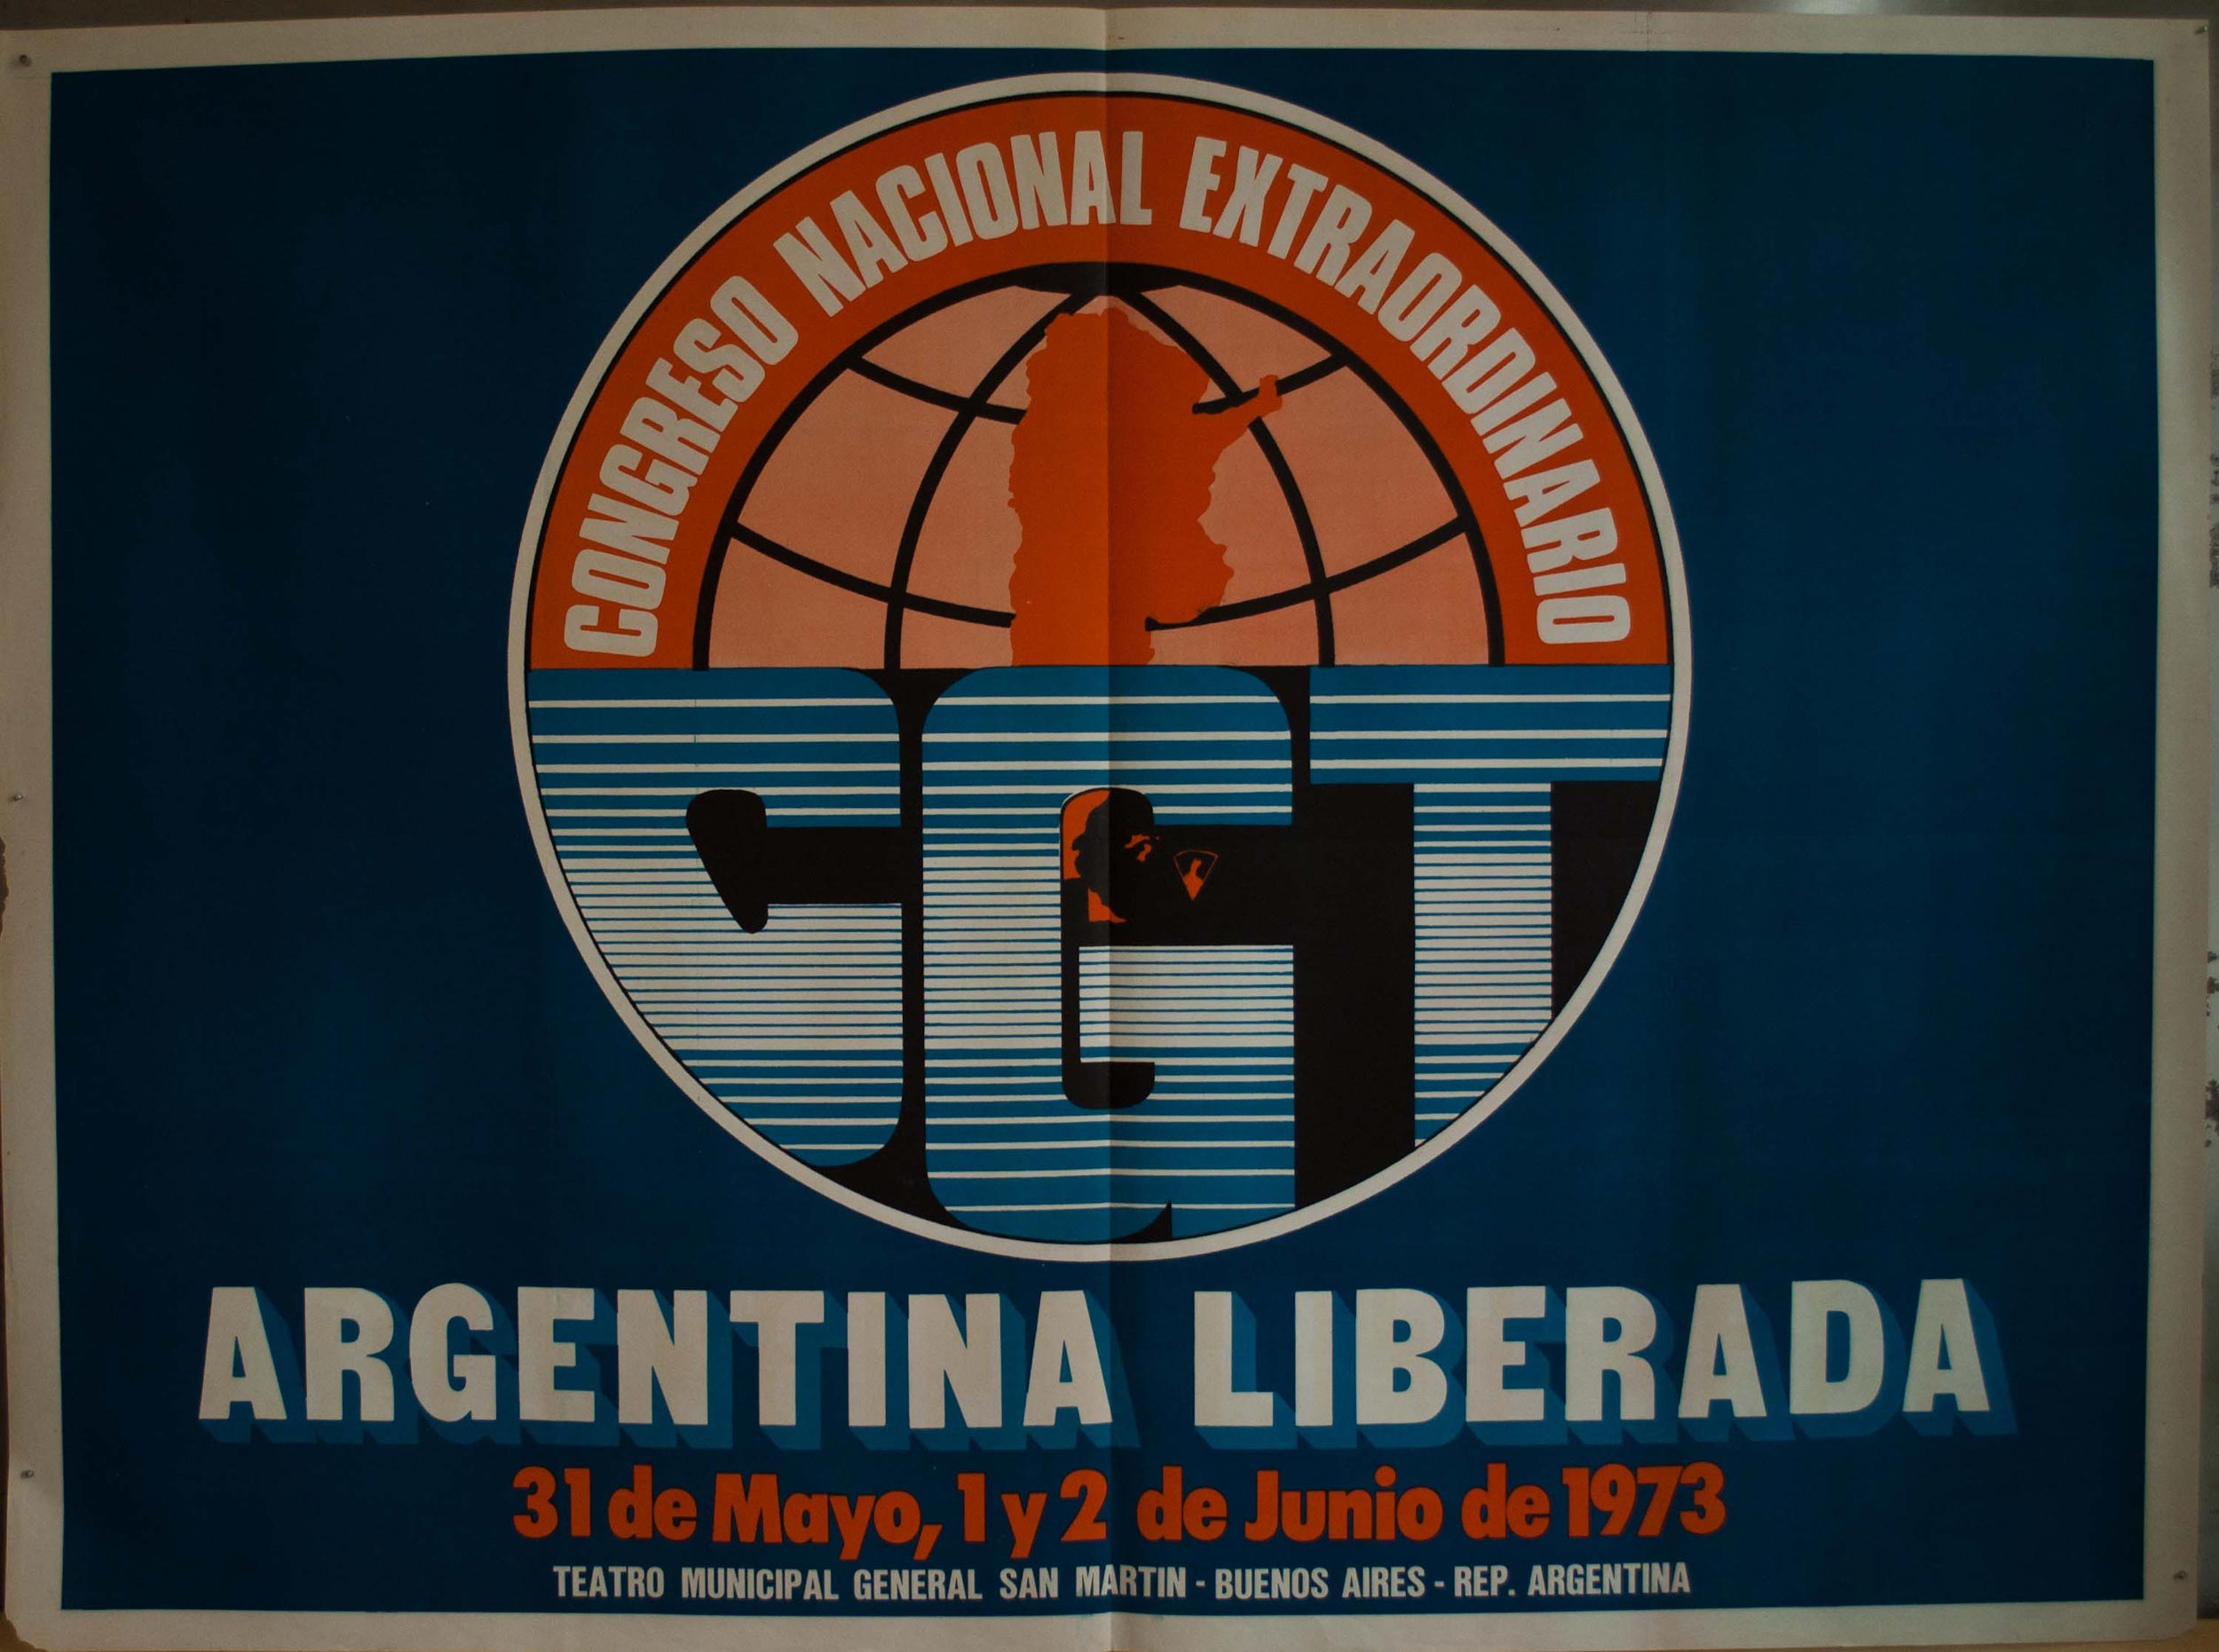 CONGRESO NACIONAL EXTRAORDINARIO
CGT
ARGENTINA LIBERADA
31 de Mayo, 1 y 2 de Junio de 1973
TEATRO MUNICIPAL GENERAL SAN MARTIN - BUENOS AIRES - REP. ARGENTINA